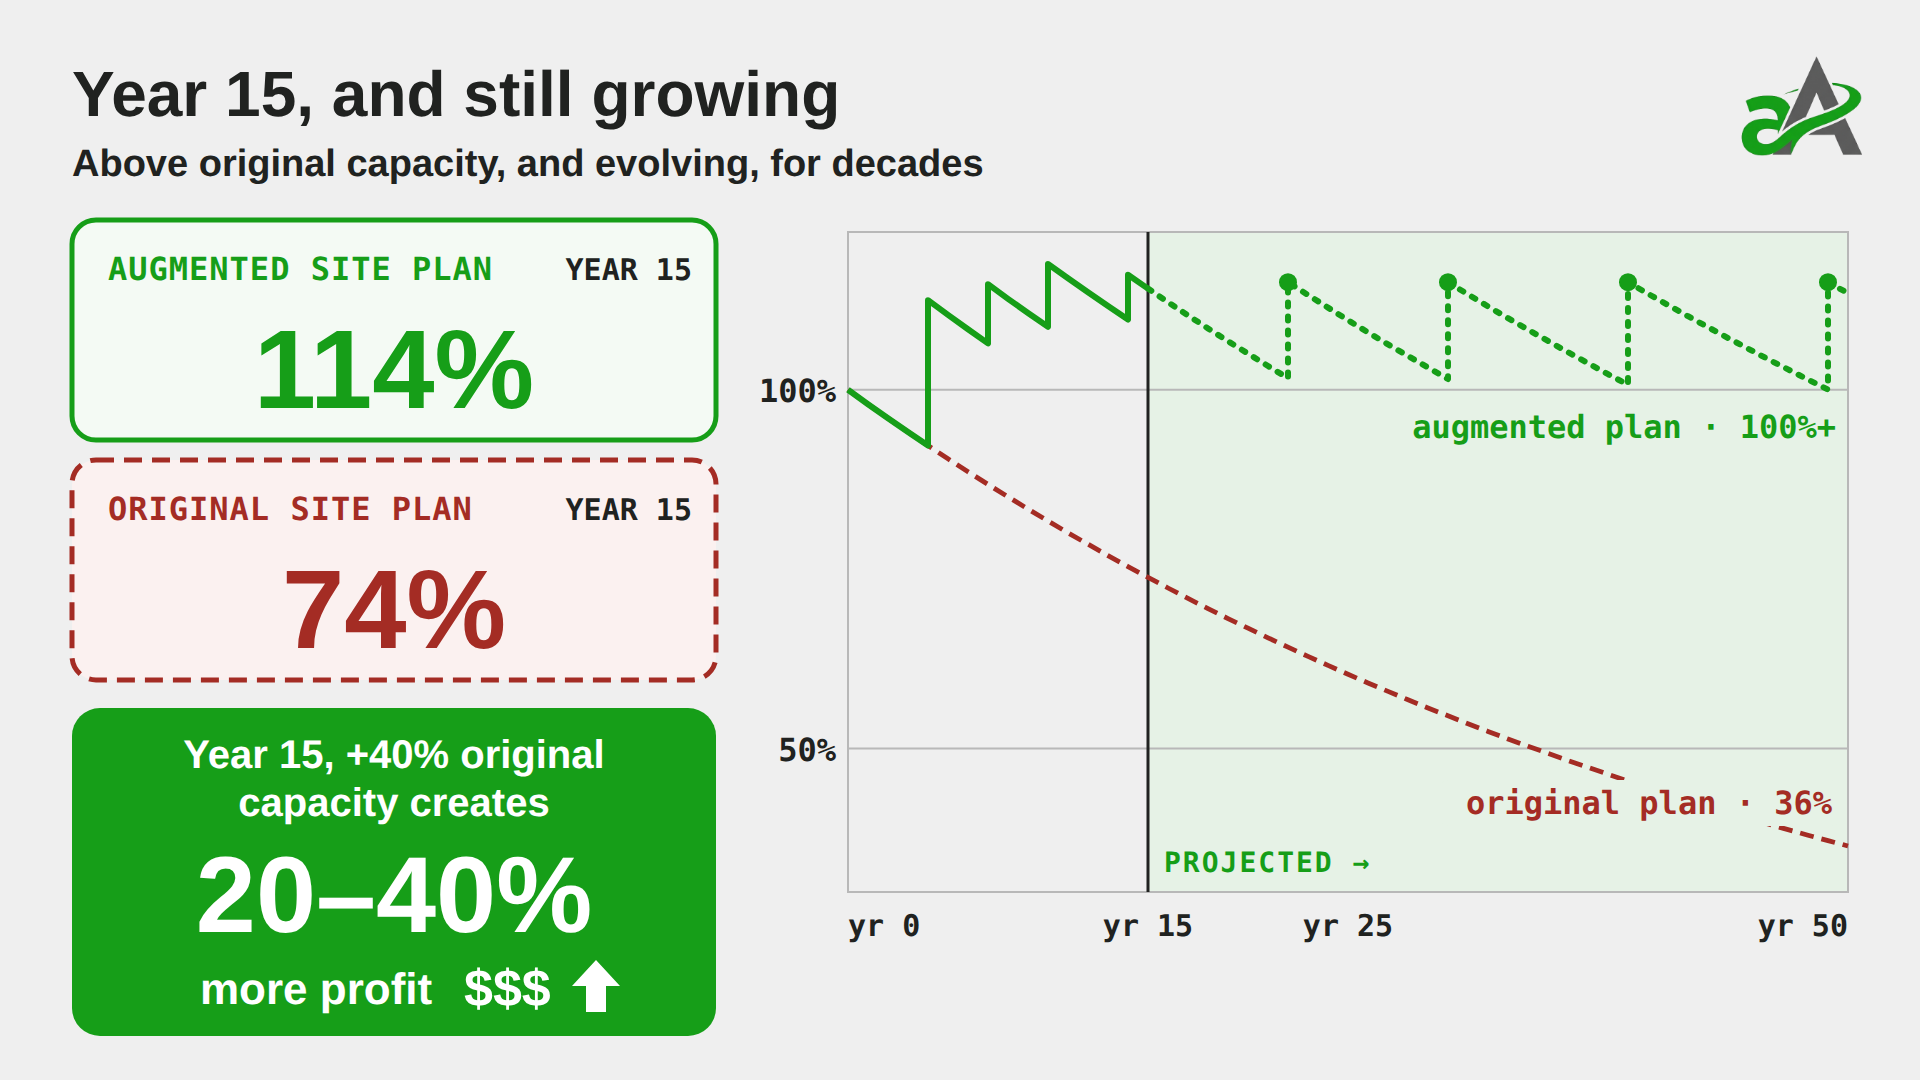 Year 15, and still growing
Above original capacity, and evolving, for decades
aA
AUGMENTED SITE PLAN YEAR 15
114%
ORIGINAL SITE PLAN YEAR 15
74%
Year 15, +40% original
capacity creates
20–40%
more profit $$$
100%
50%
augmented plan · 100%+
original plan · 36%
PROJECTED →
yr 0 yr 15 yr 25 yr 50